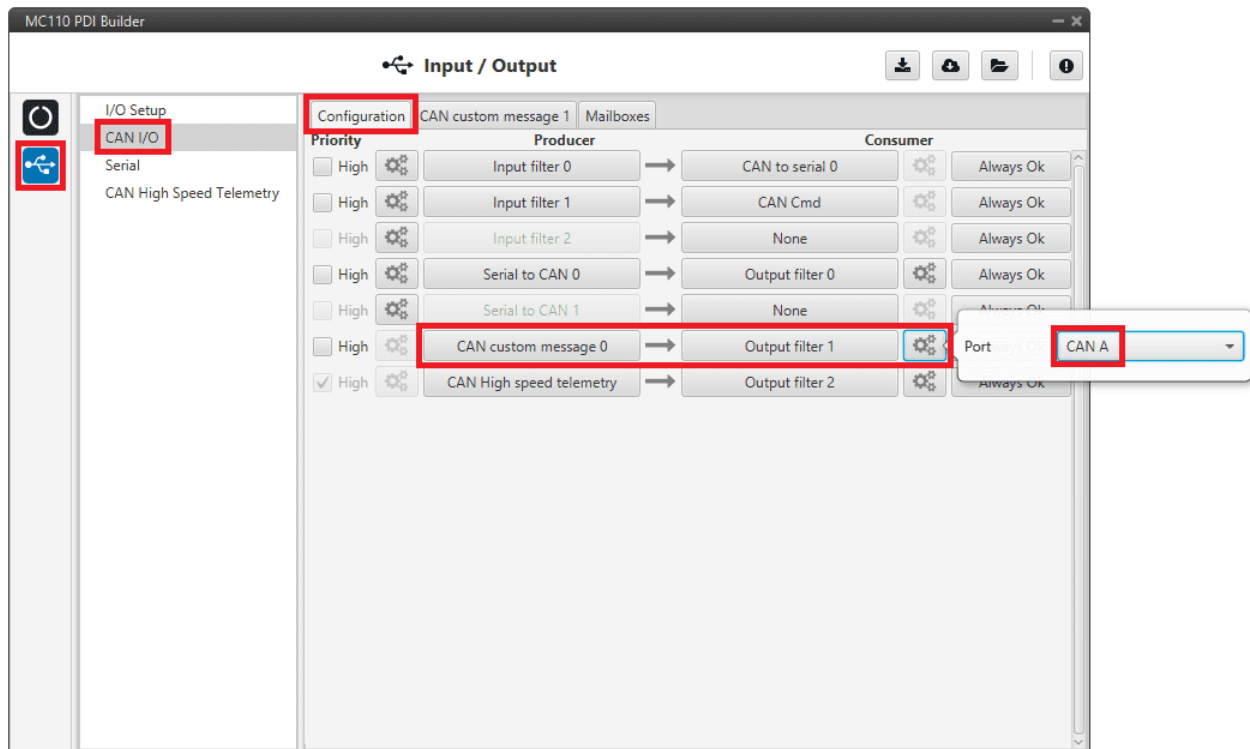 MC110 PDI Builder
Input / Output
I/O Setup
CAN I/O
Serial
CAN High Speed Telemetry
Configuration CAN custom message 1 Mailboxes
Priority Producer Consumer
High Input filter 0 CAN to serial 0 Always Ok
High Input filter 1 CAN Cmd Always Ok
High Input filter 2 None Always Ok
High Serial to CAN 0 Output filter 0 Always Ok
High Serial to CAN 1 None Always Ok
High CAN custom message 0 Output filter 1 Port CAN A
High CAN High speed telemetry Output filter 2 Always Ok